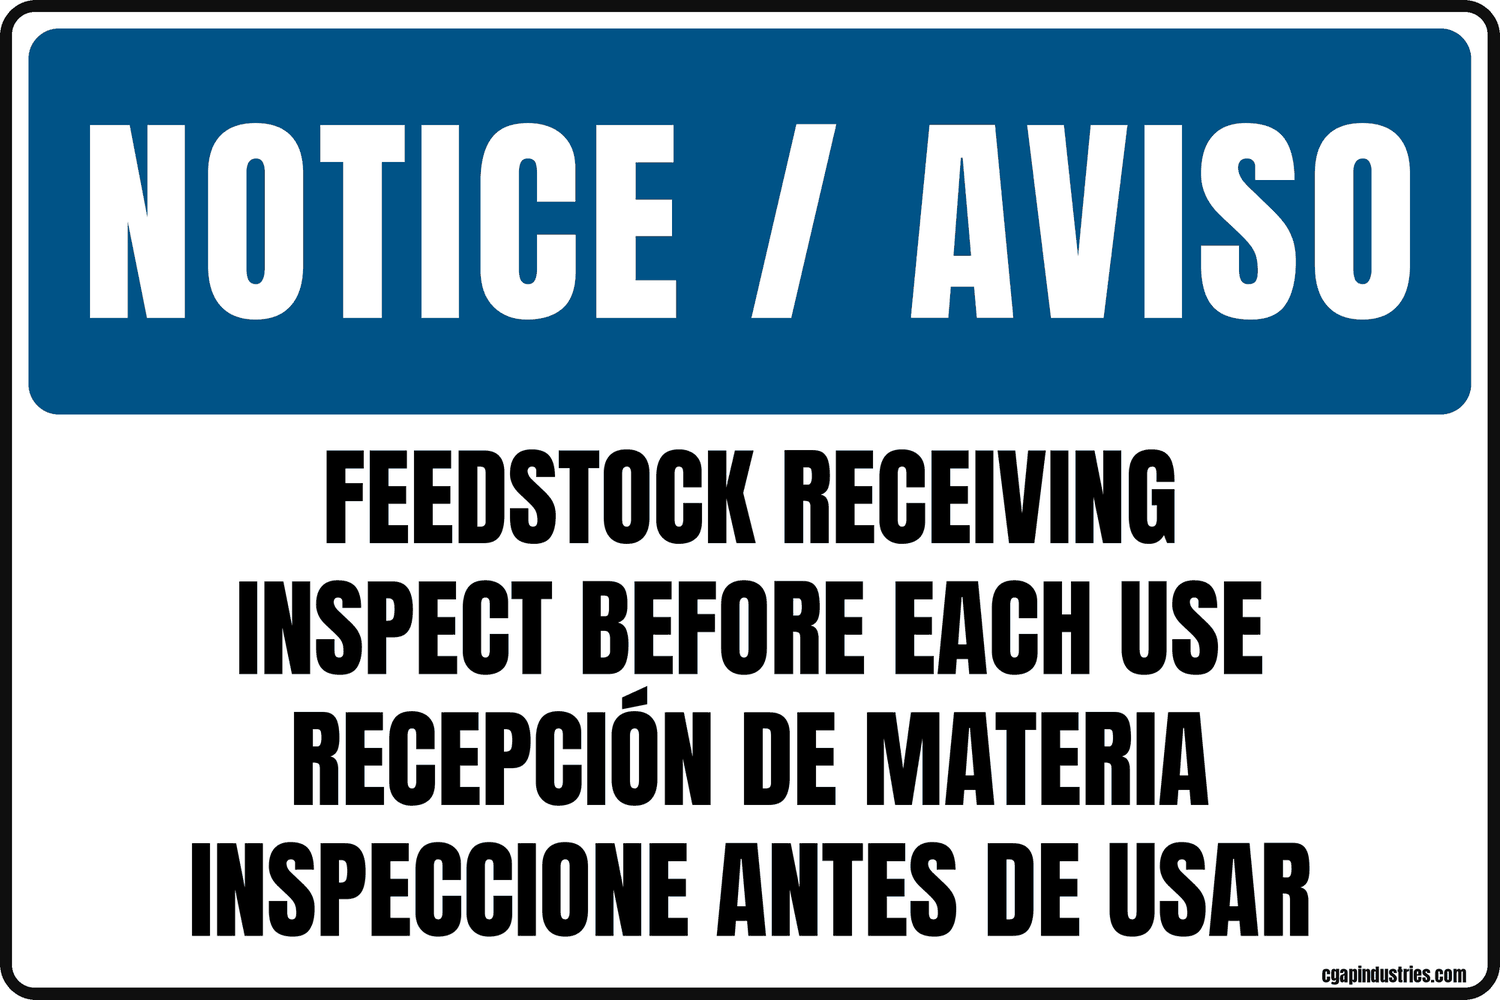 NOTICE / AVISO
FEEDSTOCK RECEIVING
INSPECT BEFORE EACH USE
RECEPCIÓN DE MATERIA
INSPECCIONE ANTES DE USAR
cgapindustries.com